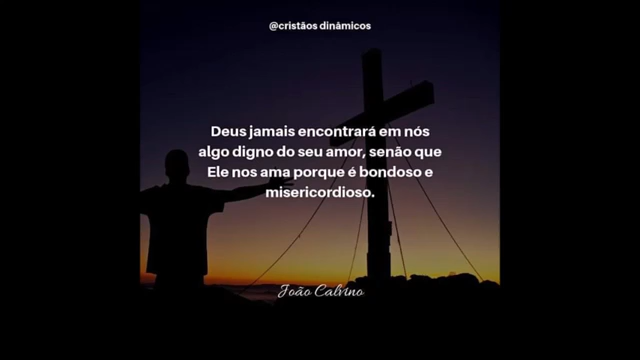 @cristãos dinâmicos
Deus jamais encontrará em nós
algo digno do seu amor, senão que
Ele nos ama porque é bondoso e
misericordioso.
João Calvino